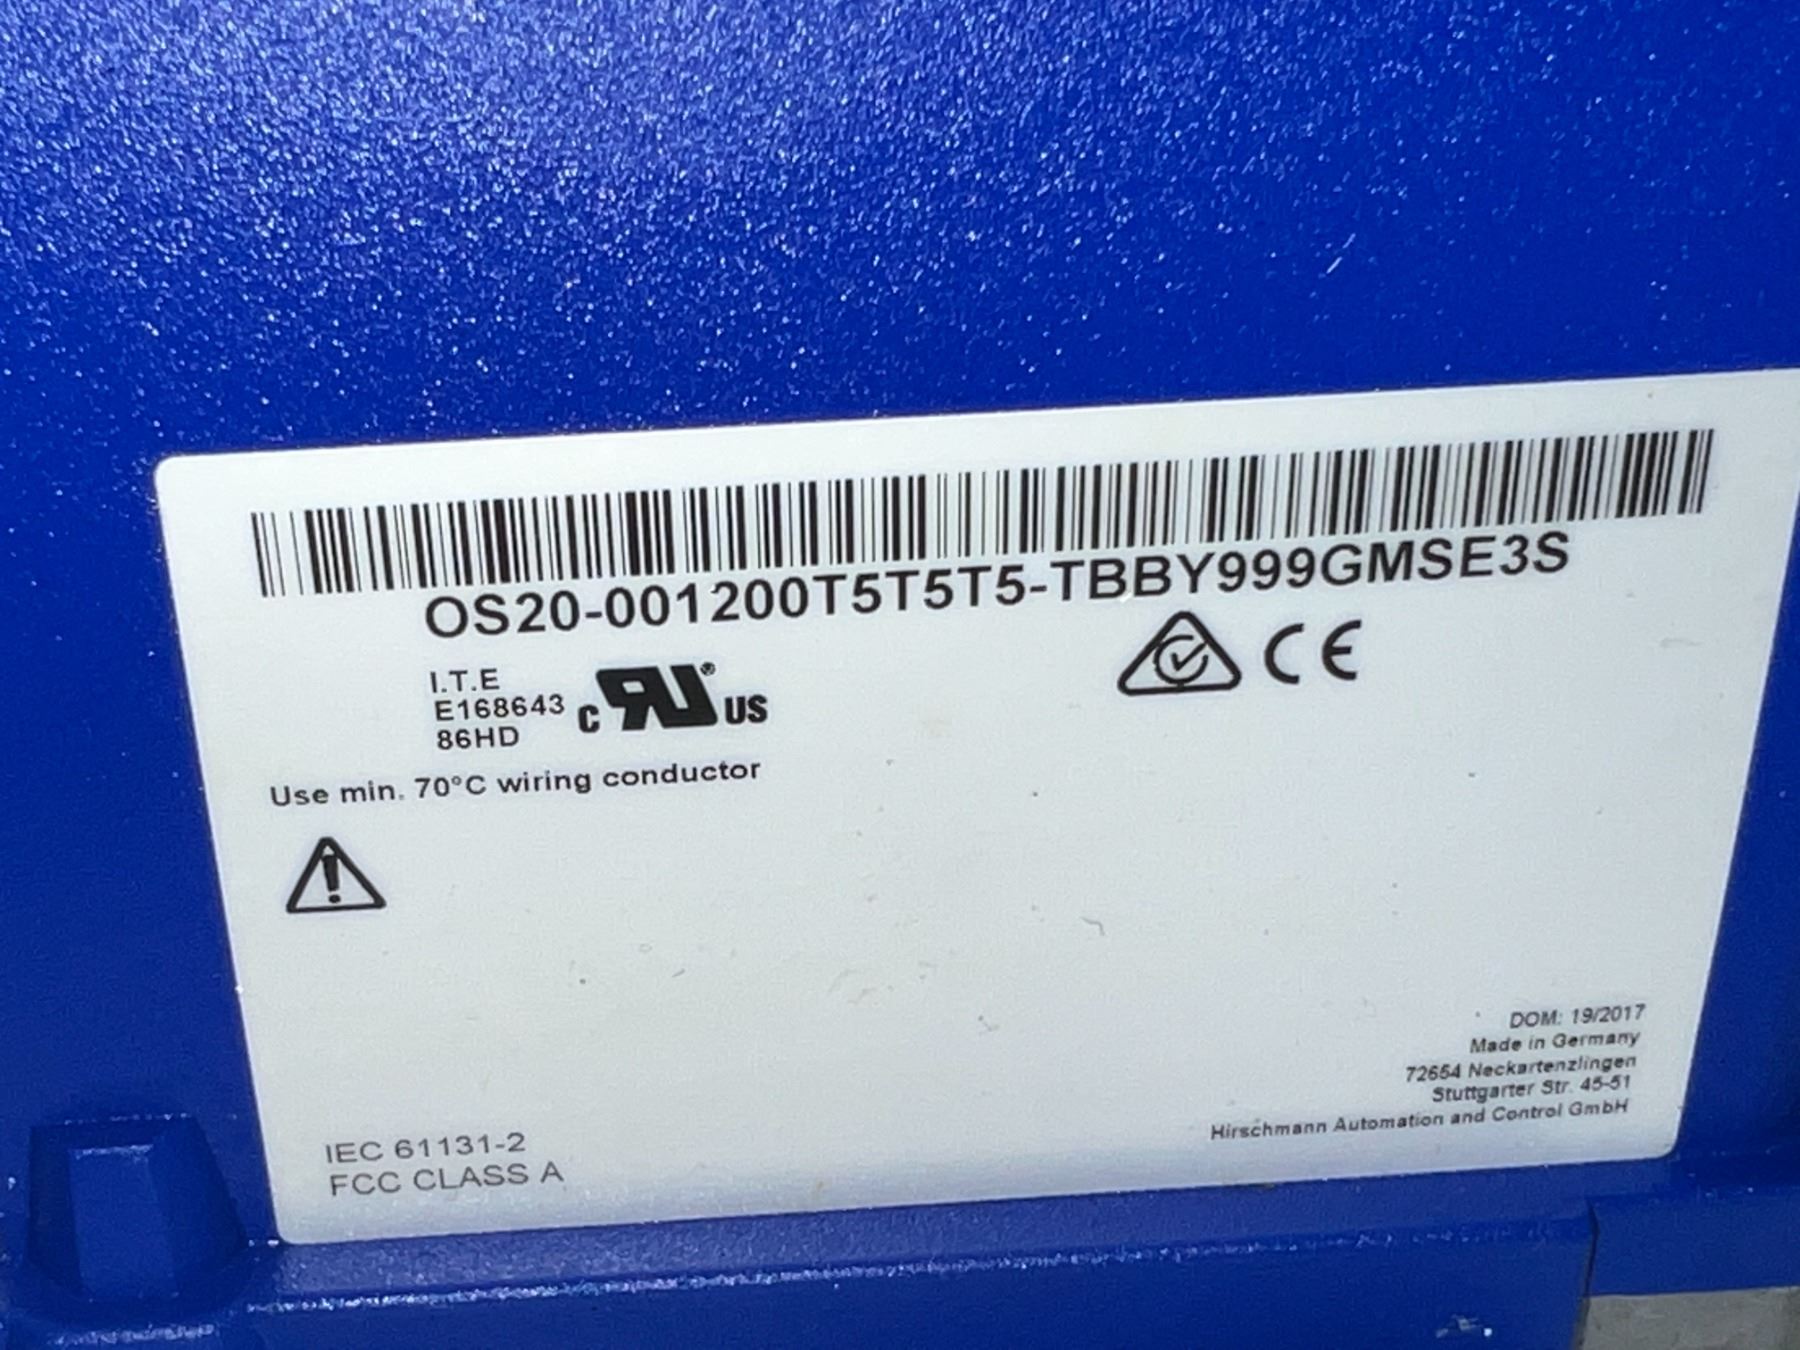 OS20-001200T5T5T5-TBBY999GMSE3S
I.T.E
E168643
86HD
c RU® US
CE
Use min. 70°C wiring conductor
DOM: 19/2017
Made in Germany
72654 Neckartenzlingen
Stuttgarter Str. 45-51
Hirschmann Automation and Control GmbH
IEC 61131-2
FCC CLASS A